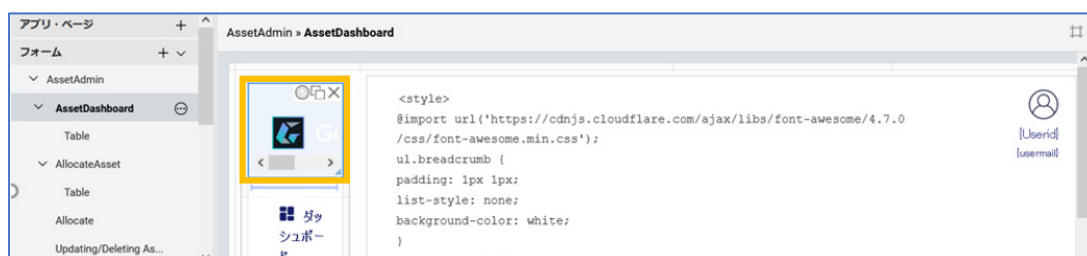 アプリ・ページ
フォーム
AssetAdmin
AssetDashboard
Table
AllocateAsset
Table
Allocate
Updating/Deleting As...
AssetAdmin » AssetDashboard
ダッ
シュボー
ド
<style>
@import url('https://cdnjs.cloudflare.com/ajax/libs/font-awesome/4.7.0
/css/font-awesome.min.css');
ul.breadcrumb {
padding: 1px 1px;
list-style: none;
background-color: white;
}
[Userid]
[usermail]